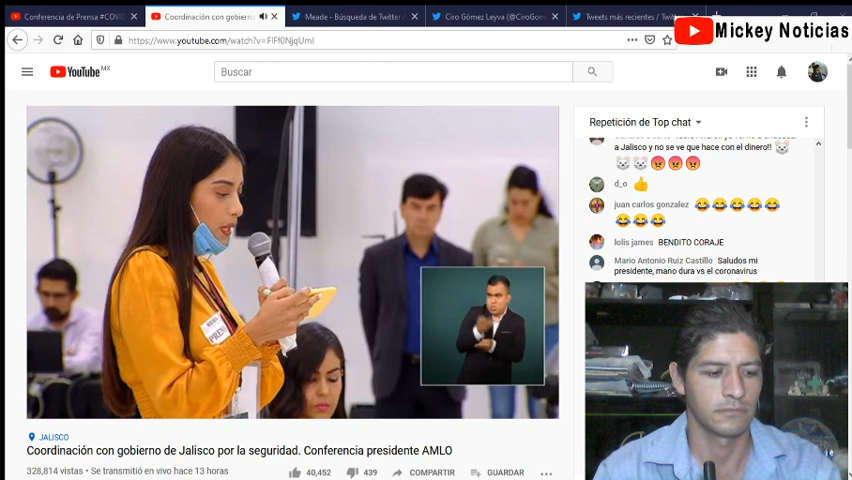 Conferencia de Prensa #COVI
Coordinación con gobierno
Meade - Búsqueda de Twitter /
Ciro Gómez Leyva (@CiroGom
Tweets más recientes / Twitt
Mickey Noticias
https://www.youtube.com/watch?v=
YouTube MX
Buscar
Repetición de Top chat
a Jalisco y no se ve que hace con el dinero!!
d_o
juan carlos gonzalez
lolis james BENDITO CORAJE
Mario Antonio Ruiz Castillo Saludos mi
presidente, mano dura vs el coronavirus
PRENSA
JALISCO
Coordinación con gobierno de Jalisco por la seguridad. Conferencia presidente AMLO
328,814 vistas • Se transmitió en vivo hace 13 horas
40,452
439
COMPARTIR
GUARDAR